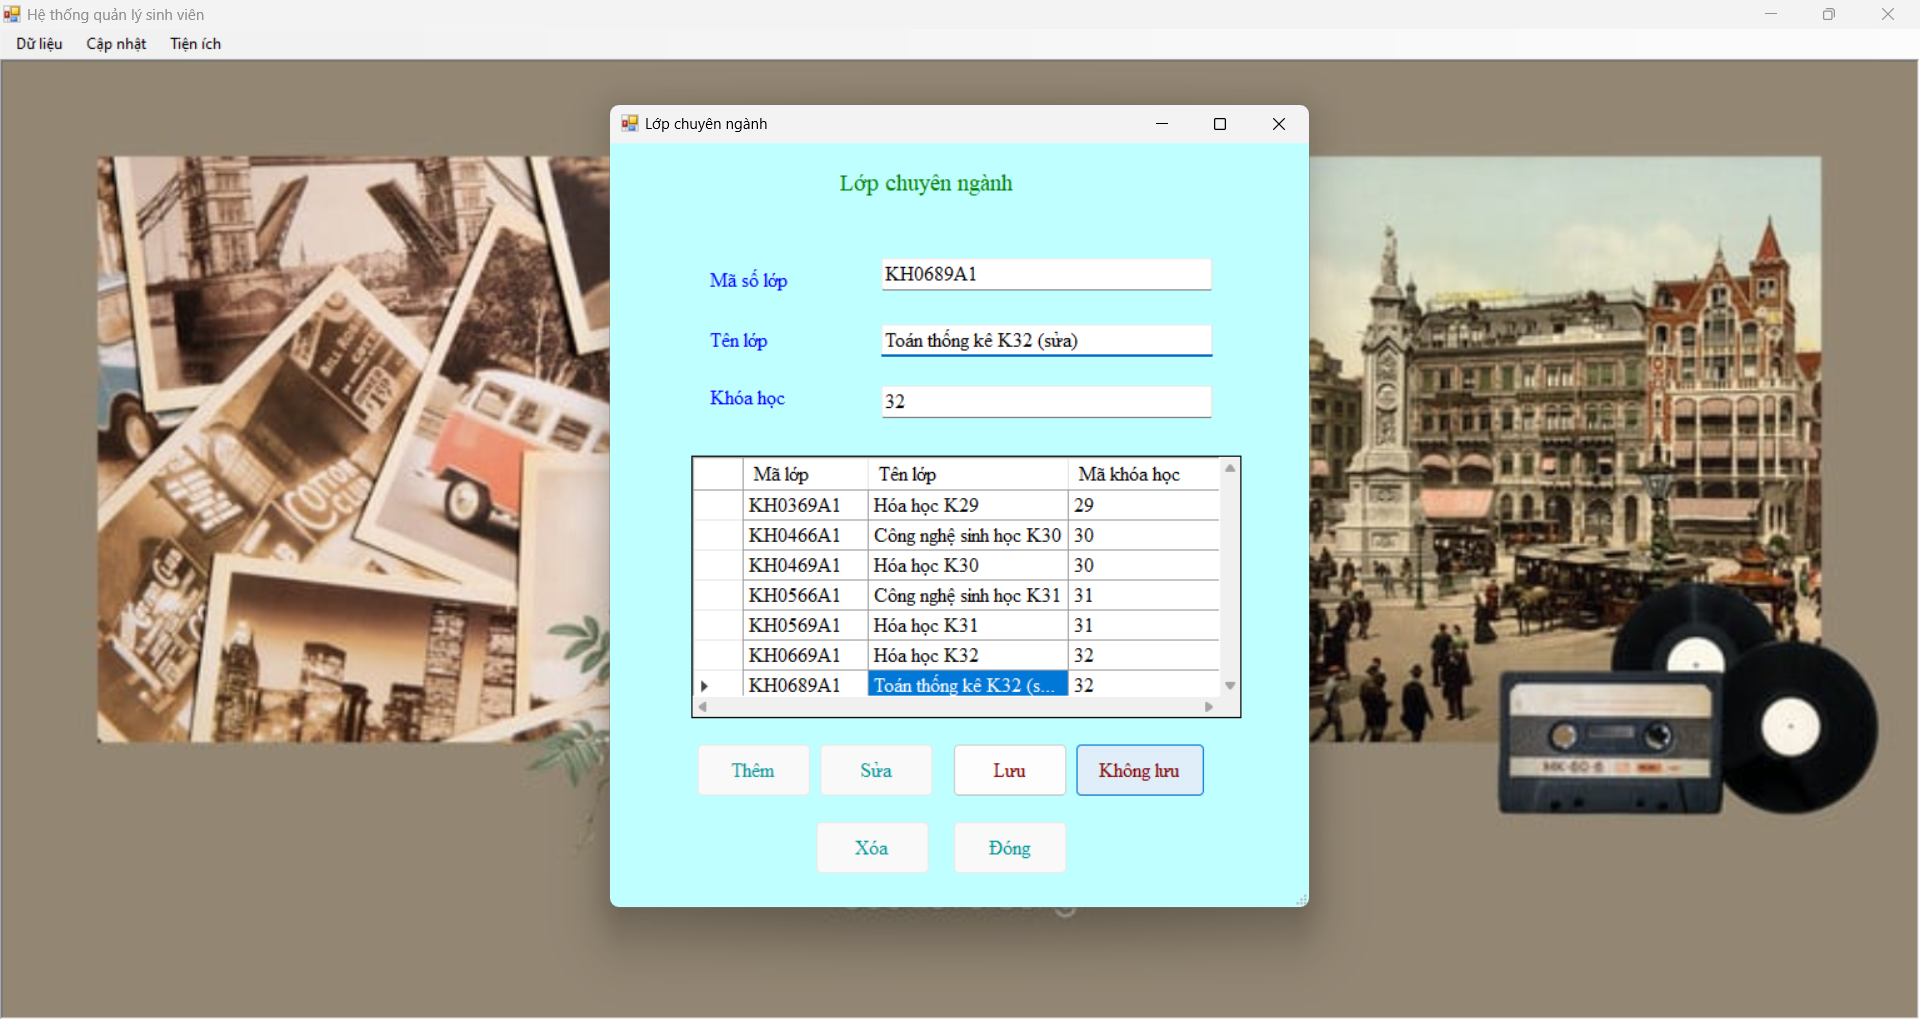 Hệ thống quản lý sinh viên
Dữ liệu Cập nhật Tiện ích
Lớp chuyên ngành
Lớp chuyên ngành
Mã số lớp KH0689A1
Tên lớp Toán thống kê K32 (sửa)
Khóa học 32
Mã lớp Tên lớp Mã khóa học
KH0369A1 Hóa học K29 29
KH0466A1 Công nghệ sinh học K30 30
KH0469A1 Hóa học K30 30
KH0566A1 Công nghệ sinh học K31 31
KH0569A1 Hóa học K31 31
KH0669A1 Hóa học K32 32
KH0689A1 Toán thống kê K32 (s... 32
Thêm Sửa Lưu Không lưu
Xóa Đóng
COTTON
CLUB